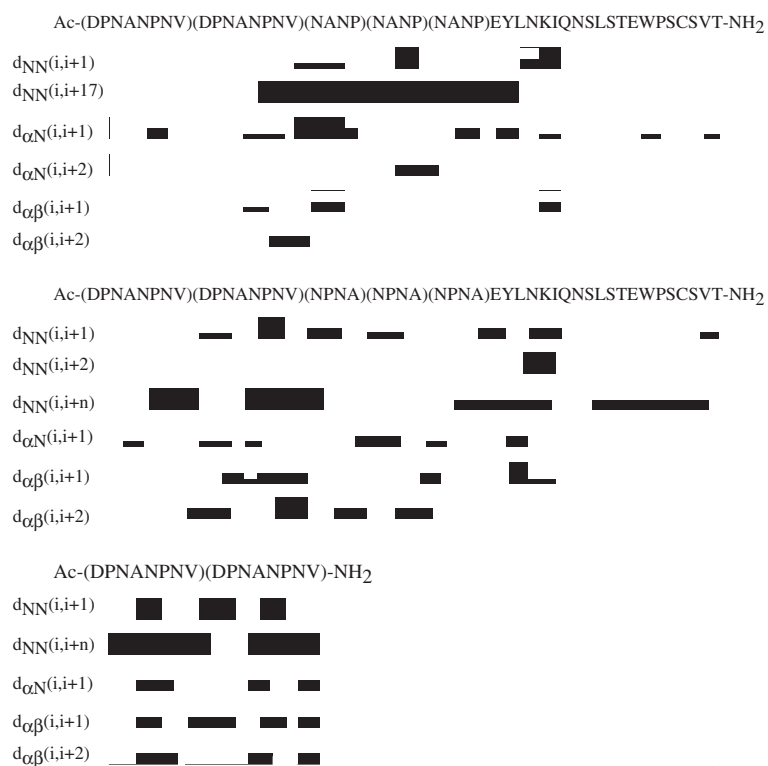 Ac-(DPNANPNV)(DPNANPNV)(NANP)(NANP)(NANP)EYLNKIQNSLSTEWPSCSVT-NH2
dNN(i,i+1)
dNN(i,i+17)
dαN(i,i+1)
dαN(i,i+2)
dαβ(i,i+1)
dαβ(i,i+2)
Ac-(DPNANPNV)(DPNANPNV)(NPNA)(NPNA)(NPNA)EYLNKIQNSLSTEWPSCSVT-NH2
dNN(i,i+1)
dNN(i,i+2)
dNN(i,i+n)
dαN(i,i+1)
dαβ(i,i+1)
dαβ(i,i+2)
Ac-(DPNANPNV)(DPNANPNV)-NH2
dNN(i,i+1)
dNN(i,i+n)
dαN(i,i+1)
dαβ(i,i+1)
dαβ(i,i+2)